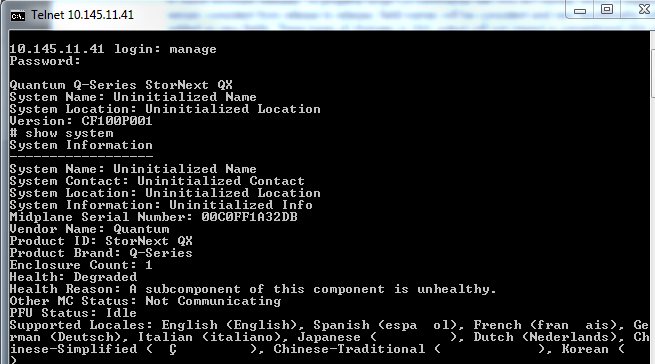 Telnet 10.145.11.41
10.145.11.41 login: manage
Password:
Quantum Q-Series StorNext QX
System Name: Uninitialized Name
System Location: Uninitialized Location
Version: CF100P001
# show system
System Information
------------------
System Name: Uninitialized Name
System Contact: Uninitialized Contact
System Location: Uninitialized Location
System Information: Uninitialized Info
Midplane Serial Number: 00C0FF1A32DB
Vendor Name: Quantum
Product ID: StorNext QX
Product Brand: Q-Series
Enclosure Count: 1
Health: Degraded
Health Reason: A subcomponent of this component is unhealthy.
Other MC Status: Not Communicating
PFU Status: Idle
Supported Locales: English (English), Spanish (espa  ol), French (fran  ais), Ge
rman (Deutsch), Italian (italiano), Japanese (         ), Dutch (Nederlands), Ch
inese-Simplified (  Ç            ), Chinese-Traditional (            ), Korean (
)